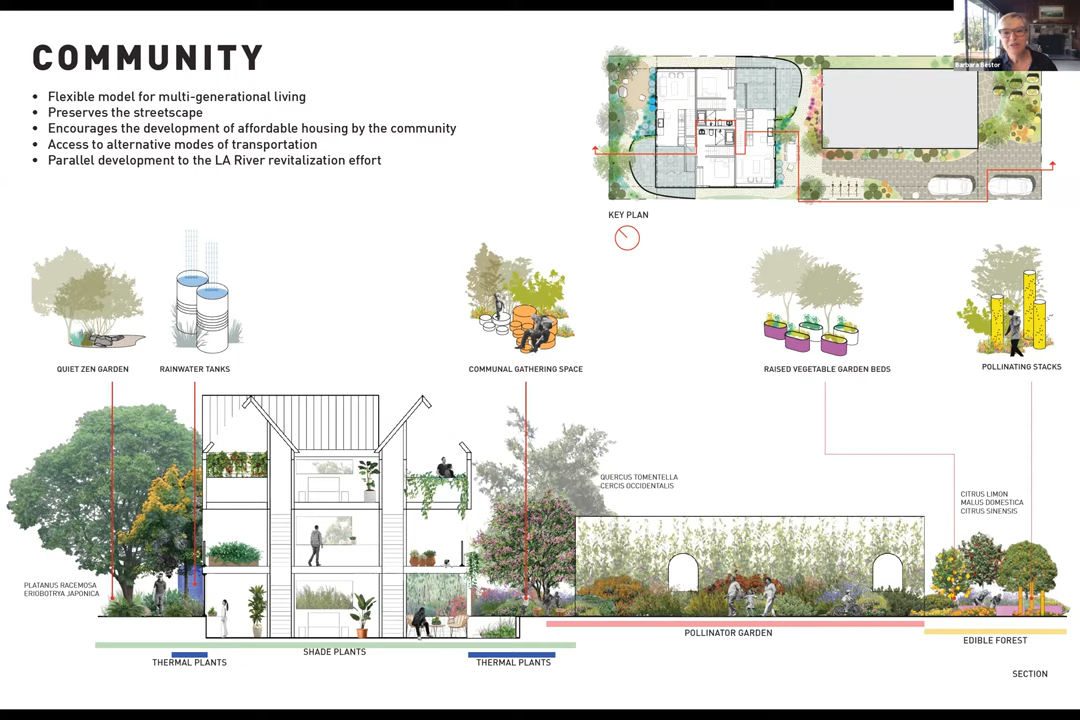 COMMUNITY
• Flexible model for multi-generational living
• Preserves the streetscape
• Encourages the development of affordable housing by the community
• Access to alternative modes of transportation
• Parallel development to the LA River revitalization effort
Barbara Bestor
KEY PLAN
QUIET ZEN GARDEN
RAINWATER TANKS
COMMUNAL GATHERING SPACE
RAISED VEGETABLE GARDEN BEDS
POLLINATING STACKS
QUERCUS TOMENTELLA
CERCIS OCCIDENTALIS
CITRUS LIMON
MALUS DOMESTICA
CITRUS SINENSIS
PLATANUS RACEMOSA
ERIOBOTRYA JAPONICA
POLLINATOR GARDEN
EDIBLE FOREST
SHADE PLANTS
THERMAL PLANTS
THERMAL PLANTS
SECTION